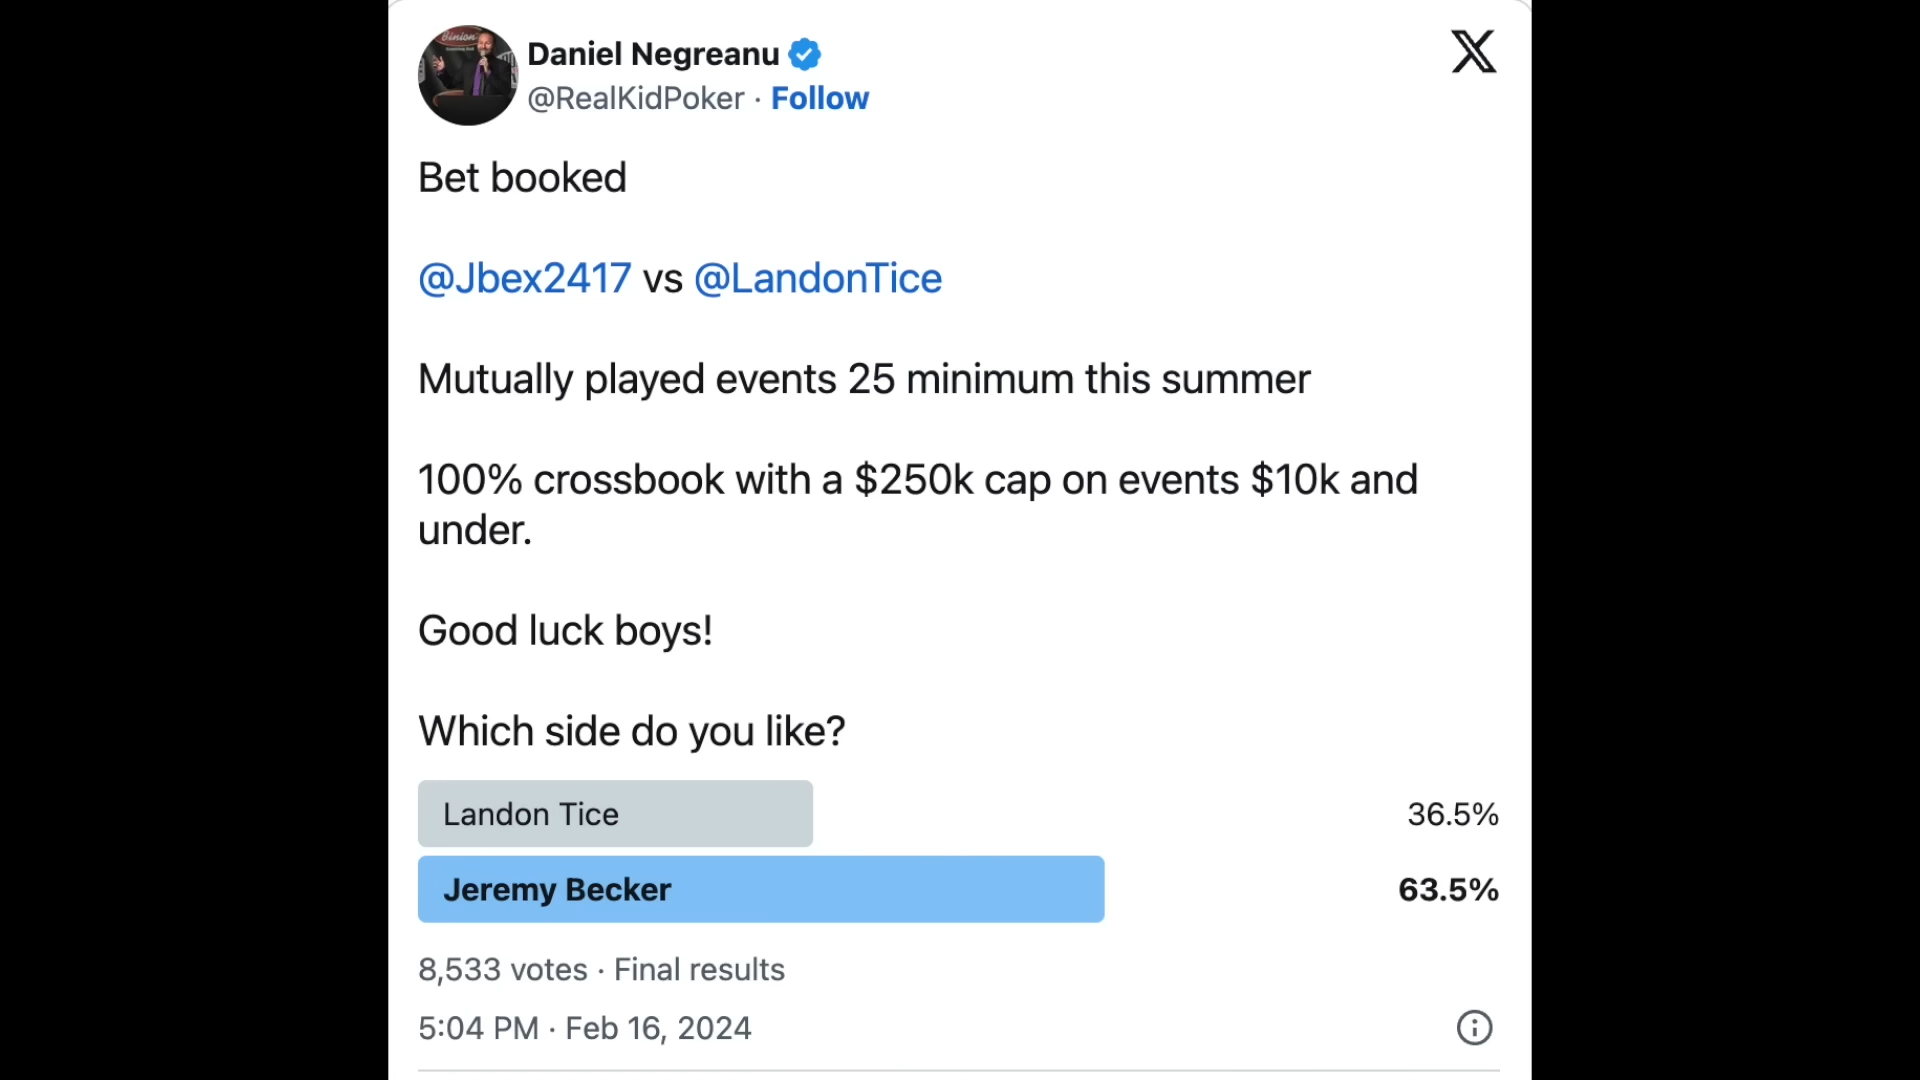 Daniel Negreanu
@RealKidPoker · Follow
Bet booked
@Jbex2417 vs @LandonTice
Mutually played events 25 minimum this summer
100% crossbook with a $250k cap on events $10k and
under.
Good luck boys!
Which side do you like?
Landon Tice 36.5%
Jeremy Becker 63.5%
8,533 votes · Final results
5:04 PM · Feb 16, 2024